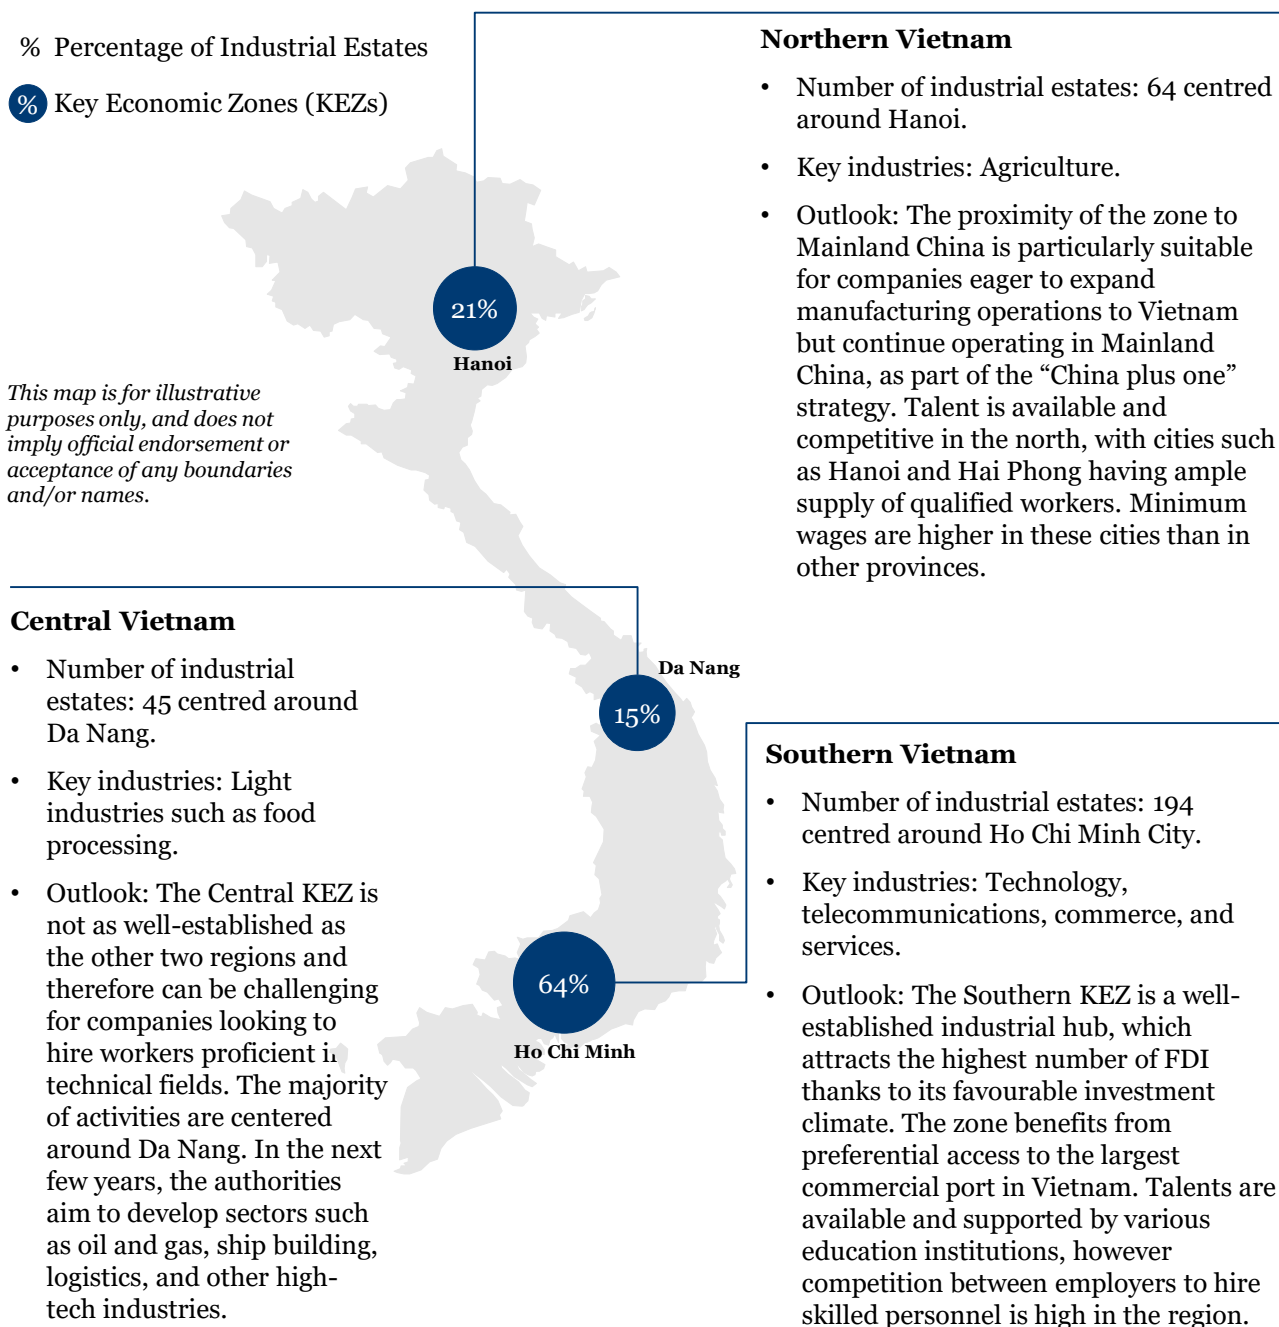 % Percentage of Industrial Estates
% Key Economic Zones (KEZs)
Northern Vietnam
• Number of industrial estates: 64 centred
around Hanoi.
• Key industries: Agriculture.
• Outlook: The proximity of the zone to
Mainland China is particularly suitable
for companies eager to expand
manufacturing operations to Vietnam
but continue operating in Mainland
China, as part of the “China plus one”
strategy. Talent is available and
competitive in the north, with cities such
as Hanoi and Hai Phong having ample
supply of qualified workers. Minimum
wages are higher in these cities than in
other provinces.
21%
Hanoi
This map is for illustrative
purposes only, and does not
imply official endorsement or
acceptance of any boundaries
and/or names.
Central Vietnam
• Number of industrial
estates: 45 centred around
Da Nang.
• Key industries: Light
industries such as food
processing.
• Outlook: The Central KEZ is
not as well-established as
the other two regions and
therefore can be challenging
for companies looking to
hire workers proficient in
technical fields. The majority
of activities are centered
around Da Nang. In the next
few years, the authorities
aim to develop sectors such
as oil and gas, ship building,
logistics, and other high-
tech industries.
Da Nang
15%
64%
Ho Chi Minh
Southern Vietnam
• Number of industrial estates: 194
centred around Ho Chi Minh City.
• Key industries: Technology,
telecommunications, commerce, and
services.
• Outlook: The Southern KEZ is a well-
established industrial hub, which
attracts the highest number of FDI
thanks to its favourable investment
climate. The zone benefits from
preferential access to the largest
commercial port in Vietnam. Talents are
available and supported by various
education institutions, however
competition between employers to hire
skilled personnel is high in the region.